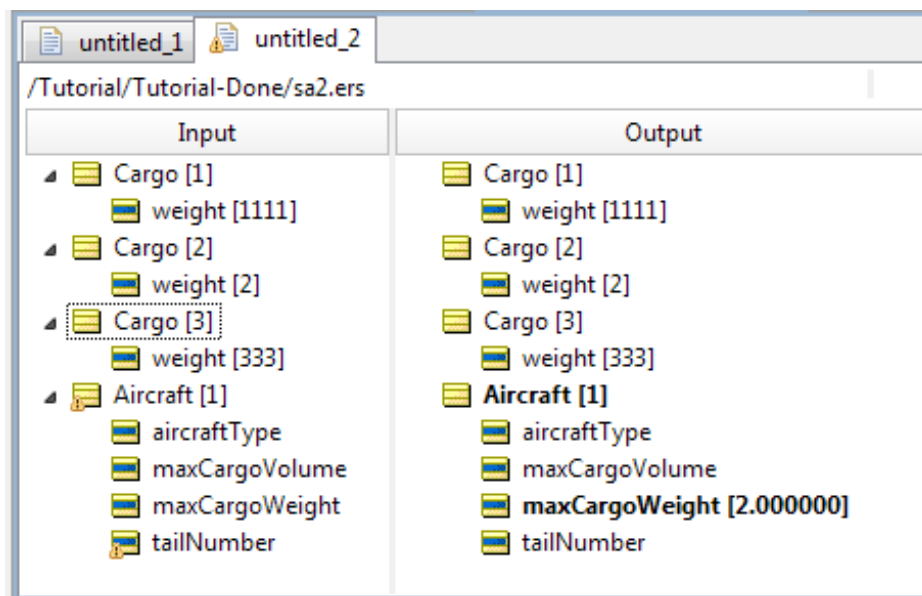 untitled_1 untitled_2
/Tutorial/Tutorial-Done/sa2.ers
Input Output
Cargo [1] Cargo [1]
weight [1111] weight [1111]
Cargo [2] Cargo [2]
weight [2] weight [2]
Cargo [3] Cargo [3]
weight [333] weight [333]
Aircraft [1] Aircraft [1]
aircraftType aircraftType
maxCargoVolume maxCargoVolume
maxCargoWeight maxCargoWeight [2.000000]
tailNumber tailNumber